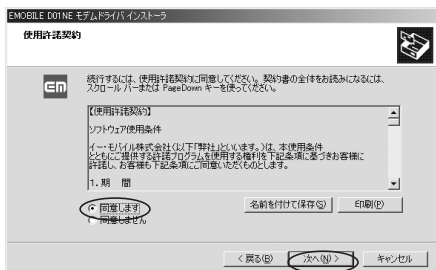 EMOBILE D01NE モデムドライバ インストーラ
使用許諾契約
続行するには、使用許諾契約に同意してください。契約書の全体をお読みになるには、
スクロール バーまたは PageDown キーを使ってください。
【使用許諾契約】
ソフトウェア使用条件
イー・モバイル株式会社(以下「弊社」といいます。)は、本使用条件
とともにご提供する許諾プログラムを使用する権利を下記条項に基づきお客様に
許諾し、お客様も下記条項にご同意いただくものとします。
1. 期 間
同意します
同意しません
名前を付けて保存(S)
印刷(P)
< 戻る(B)
次へ(N) >
キャンセル